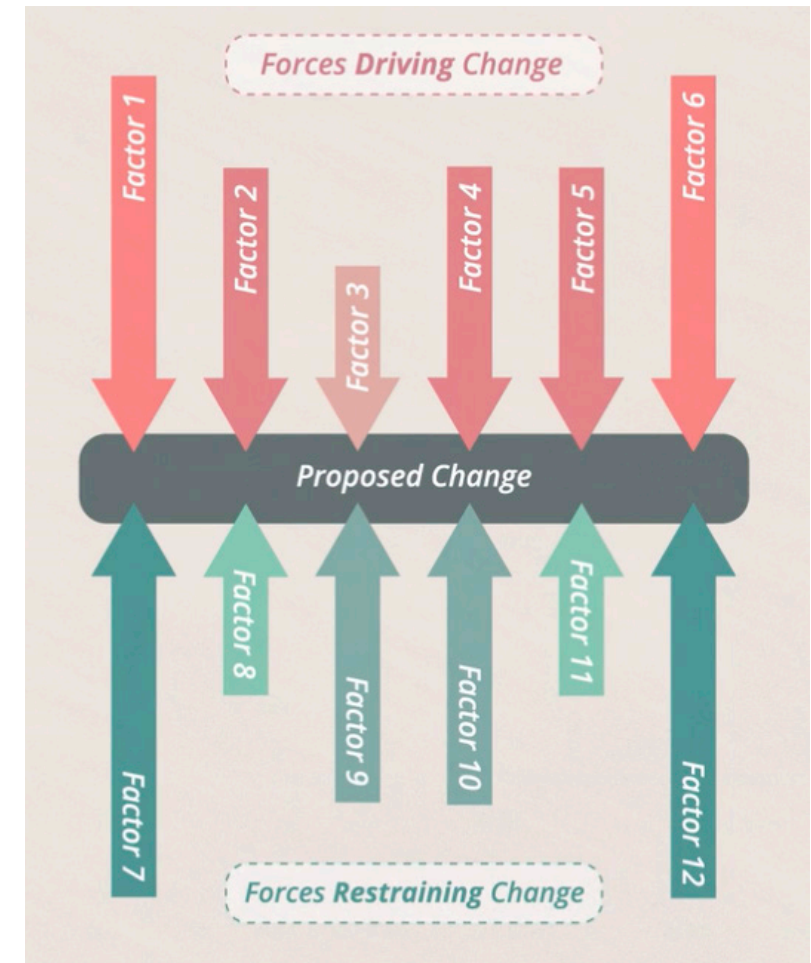 Forces Driving Change
Factor 1
Factor 2
Factor 3
Factor 4
Factor 5
Factor 6
Proposed Change
Factor 7
Factor 8
Factor 9
Factor 10
Factor 11
Factor 12
Forces Restraining Change